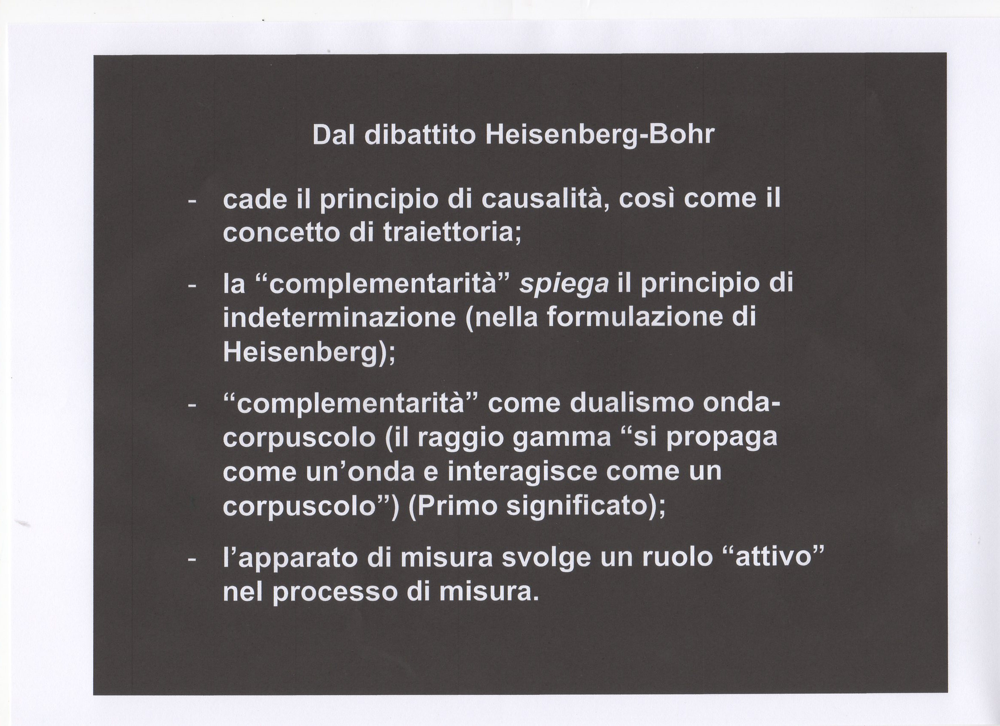 Dal dibattito Heisenberg-Bohr
- cade il principio di causalità, così come il
concetto di traiettoria;
- la “complementarità” spiega il principio di
indeterminazione (nella formulazione di
Heisenberg);
- “complementarità” come dualismo onda-
corpuscolo (il raggio gamma “si propaga
come un’onda e interagisce come un
corpuscolo”) (Primo significato);
- l’apparato di misura svolge un ruolo “attivo”
nel processo di misura.